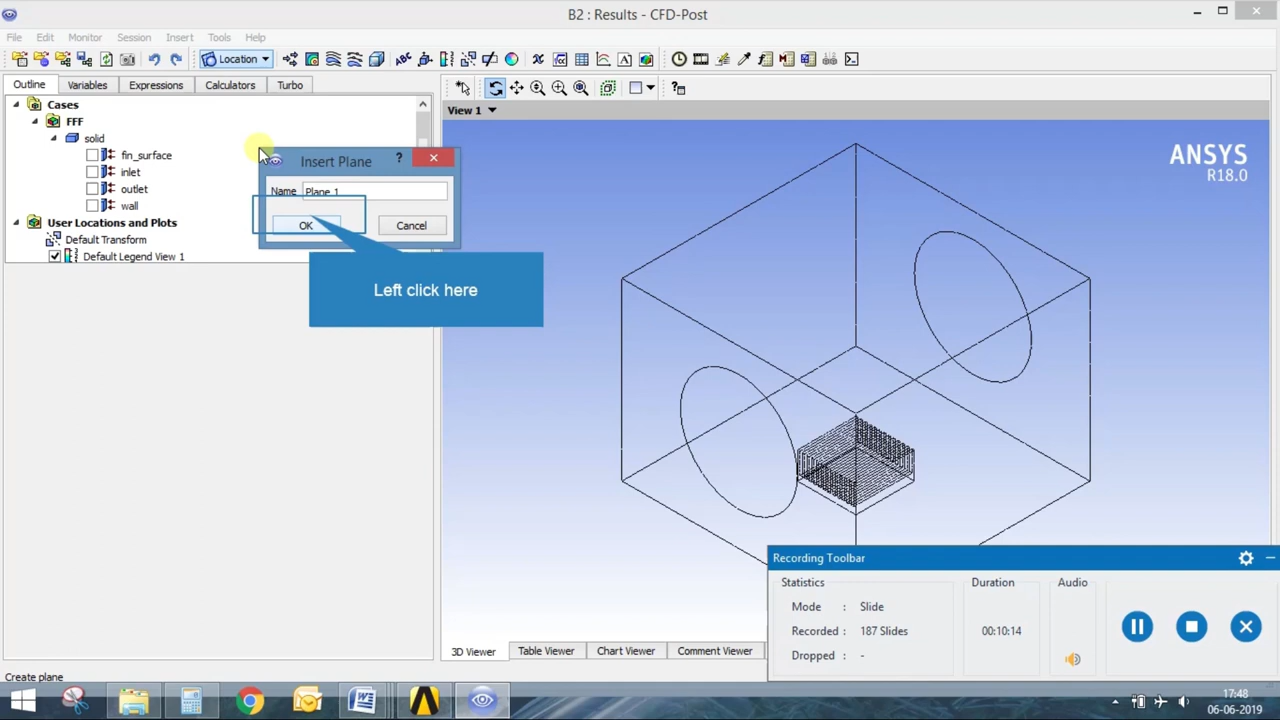 B2 : Results - CFD-Post
File Edit Monitor Session Insert Tools Help
Location
Outline Variables Expressions Calculators Turbo
View 1
Cases
FFF
solid
fin_surface
inlet
outlet
wall
User Locations and Plots
Default Transform
Default Legend View 1
Insert Plane
Name Plane 1
OK Cancel
Left click here
ANSYS
R18.0
Recording Toolbar
Statistics Duration Audio
Mode : Slide
Recorded : 187 Slides 00:10:14
Dropped : -
3D Viewer Table Viewer Chart Viewer Comment Viewer
Create plane
17:48
06-06-2019